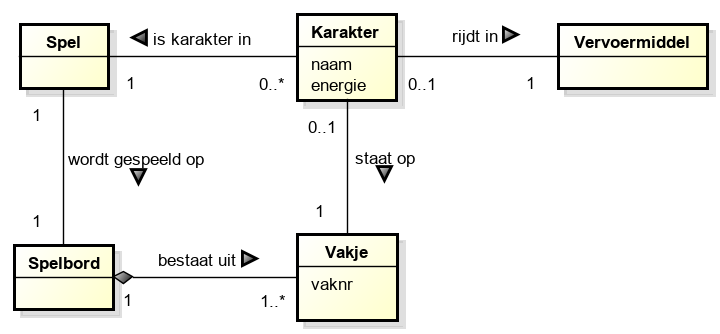 Spel
is karakter in
Karakter
naam
energie
rijdt in
Vervoermiddel
1
0..*
0..1
1
1
0..1
wordt gespeeld op
staat op
1
1
Spelbord
bestaat uit
Vakje
vaknr
1
1..*